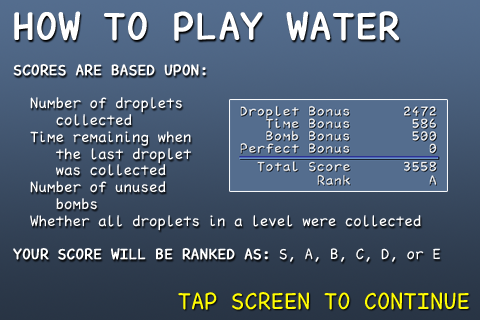 HOW TO PLAY WATER
SCORES ARE BASED UPON:
Number of droplets
collected
Time remaining when
the last droplet
was collected
Number of unused
bombs
Whether all droplets in a level were collected
Droplet Bonus 2472
Time Bonus 586
Bomb Bonus 500
Perfect Bonus 0
Total Score 3558
Rank A
YOUR SCORE WILL BE RANKED AS: S, A, B, C, D, or E
TAP SCREEN TO CONTINUE